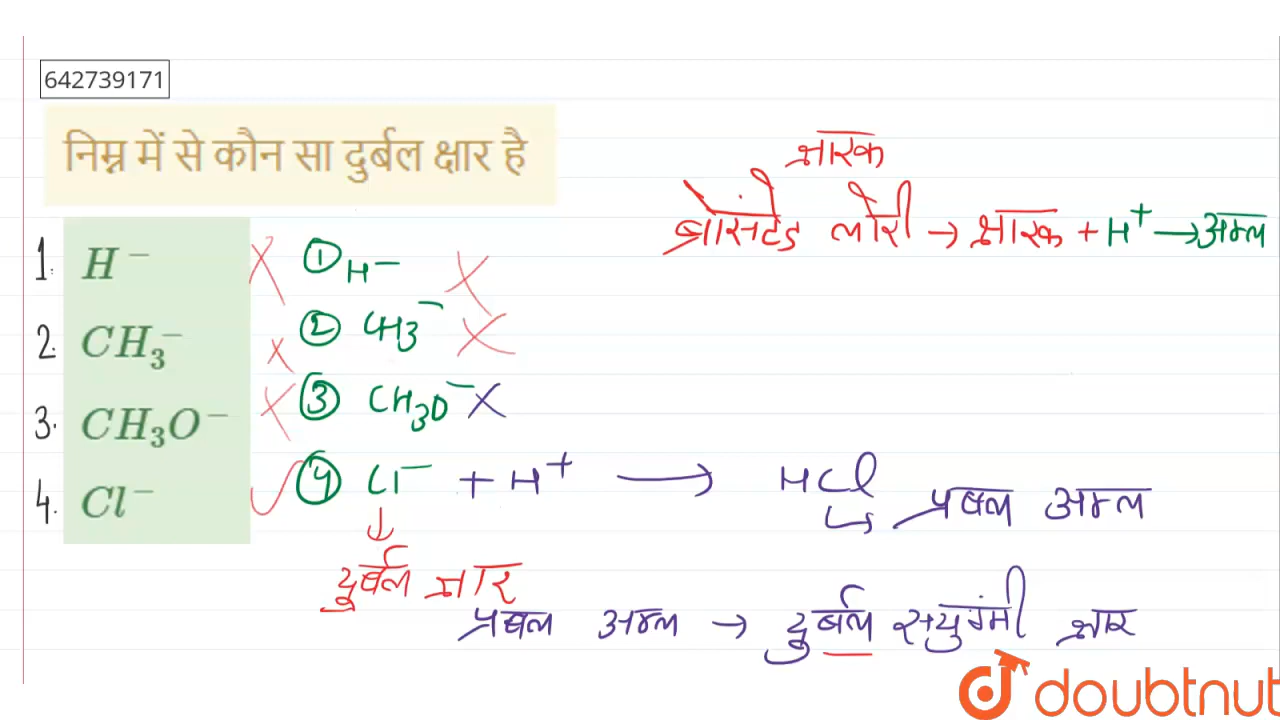 642739171
निम्न में से कौन सा दुर्बल क्षार है
क्षारक
ब्रोंसटेड लोरी → क्षारक + H⁺ → अम्ल
1. H⁻ X ① H⁻ X
2. CH₃⁻ X ② CH₃⁻ X
3. CH₃O⁻ X ③ CH₃O⁻ X
4. Cl⁻ ✓ ④ Cl⁻ + H⁺ → HCl
↳ प्रबल अम्ल
↓
दुर्बल क्षार
प्रबल अम्ल → दुर्बल संयुग्मी क्षार
doubtnut